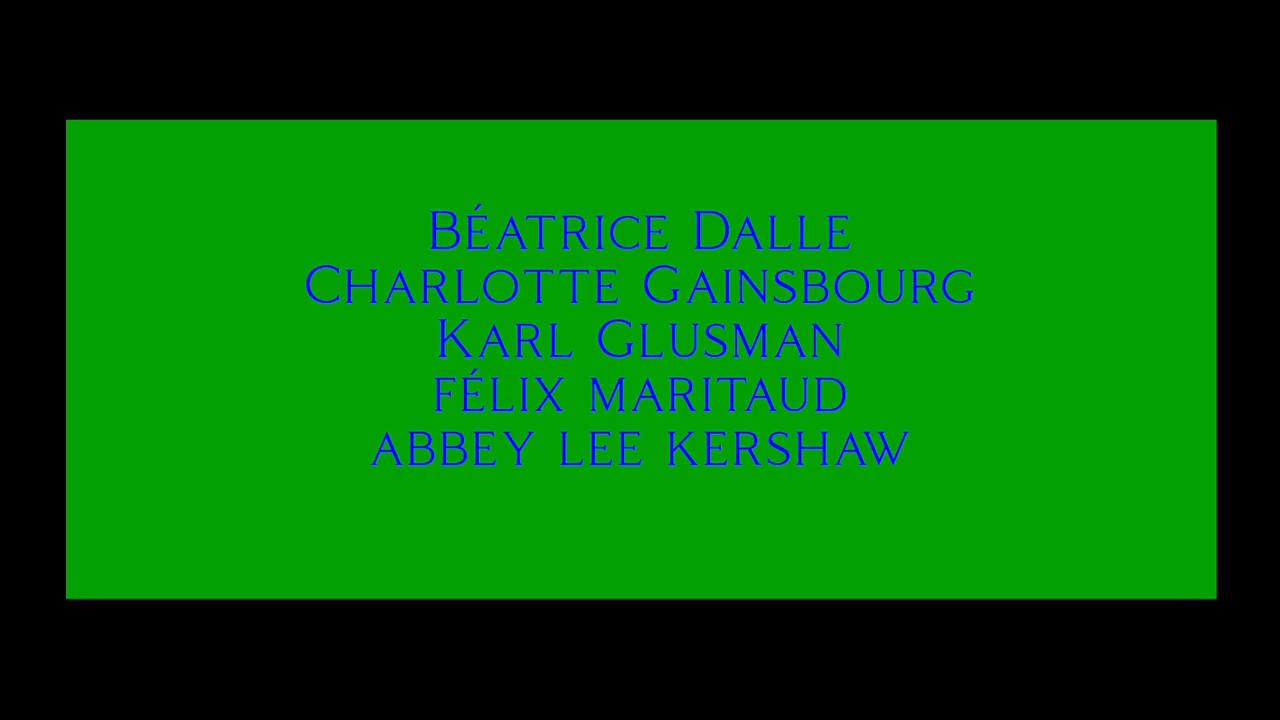 Béatrice Dalle
Charlotte Gainsbourg
Karl Glusman
FÉLIX MARITAUD
ABBEY LEE KERSHAW